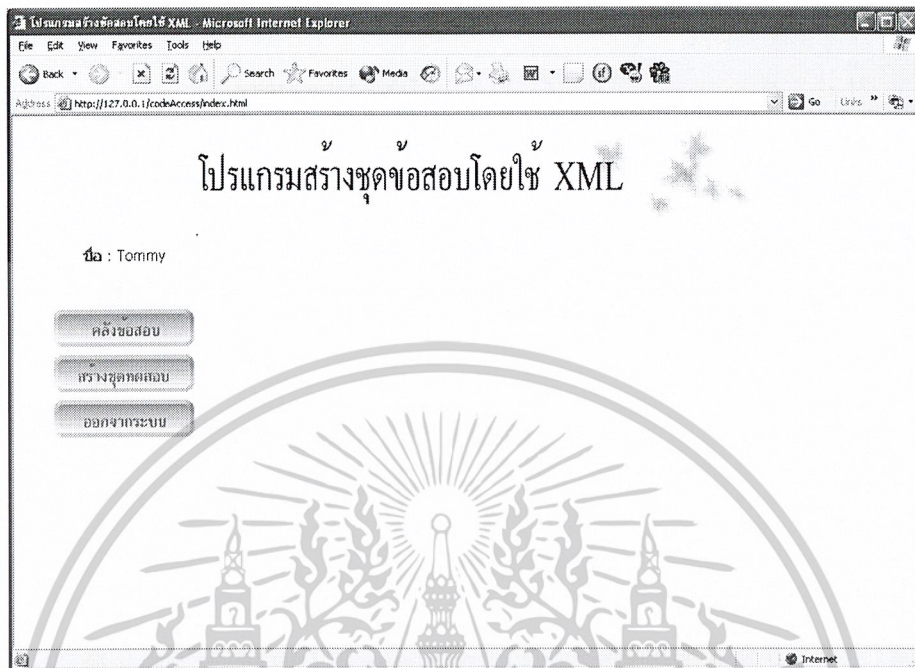 โปรแกรมสร้างข้อสอบโดยใช้ XML - Microsoft Internet Explorer
File Edit View Favorites Tools Help
Back Search Favorites Media
Address http://127.0.0.1/codeAccess/index.html Go Links »
โปรแกรมสร้างชุดข้อสอบโดยใช้ XML
ชื่อ : Tommy
คลังข้อสอบ
สร้างชุดทดสอบ
ออกจากระบบ
Internet